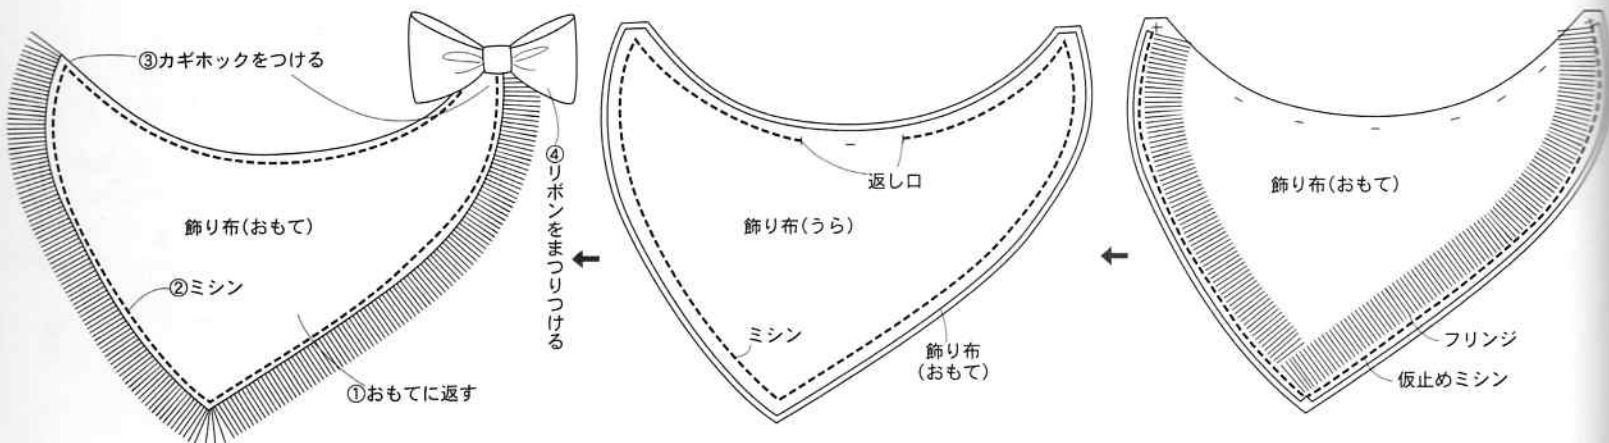 飾り布(おもて)
フリンジ
仮止めミシン
返し口
飾り布(うら)
ミシン
飾り布
(おもて)
③カギホックをつける
④リボンをまつりつける
飾り布(おもて)
②ミシン
①おもてに返す